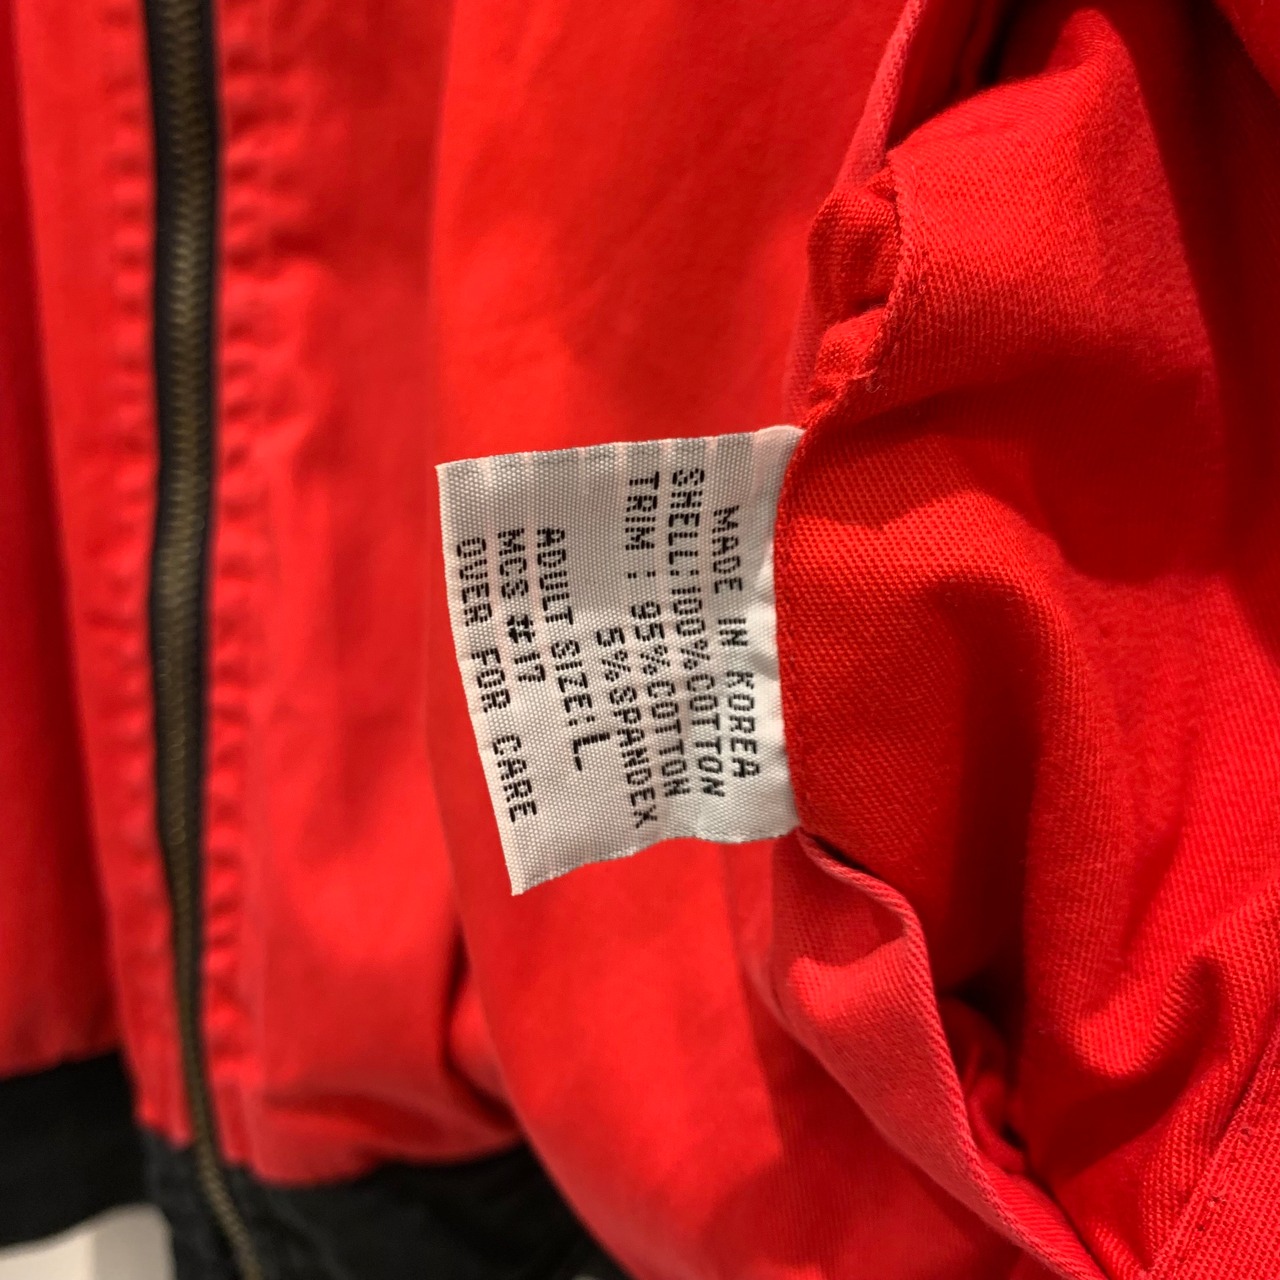 MADE IN KOREA
SHELL:100%COTTON
TRIM : 95%COTTON
5%SPANDEX
ADULT SIZE:L
MCS #17
OVER FOR CARE